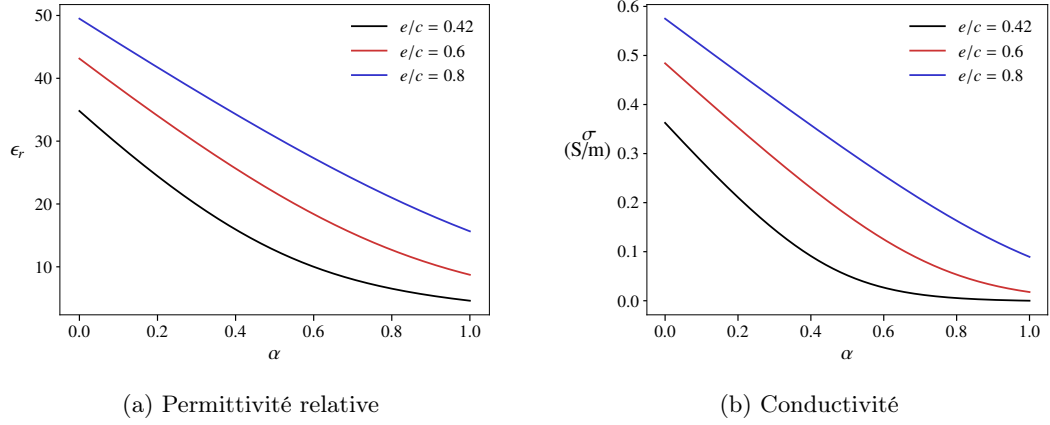 50
40
30
20
10
ϵr
0.0 0.2 0.4 0.6 0.8 1.0
α
e/c = 0.42
e/c = 0.6
e/c = 0.8
(a) Permittivité relative
0.6
0.5
0.4
0.3
0.2
0.1
0.0
σ
(S/m)
0.0 0.2 0.4 0.6 0.8 1.0
α
e/c = 0.42
e/c = 0.6
e/c = 0.8
(b) Conductivité